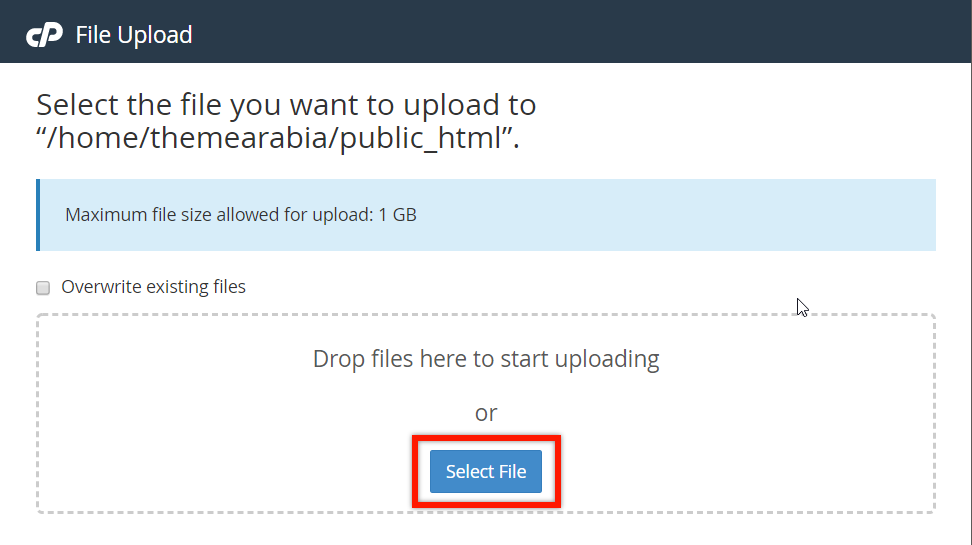 cP File Upload
Select the file you want to upload to
“/home/themearabia/public_html”.
Maximum file size allowed for upload: 1 GB
Overwrite existing files
Drop files here to start uploading
or
Select File